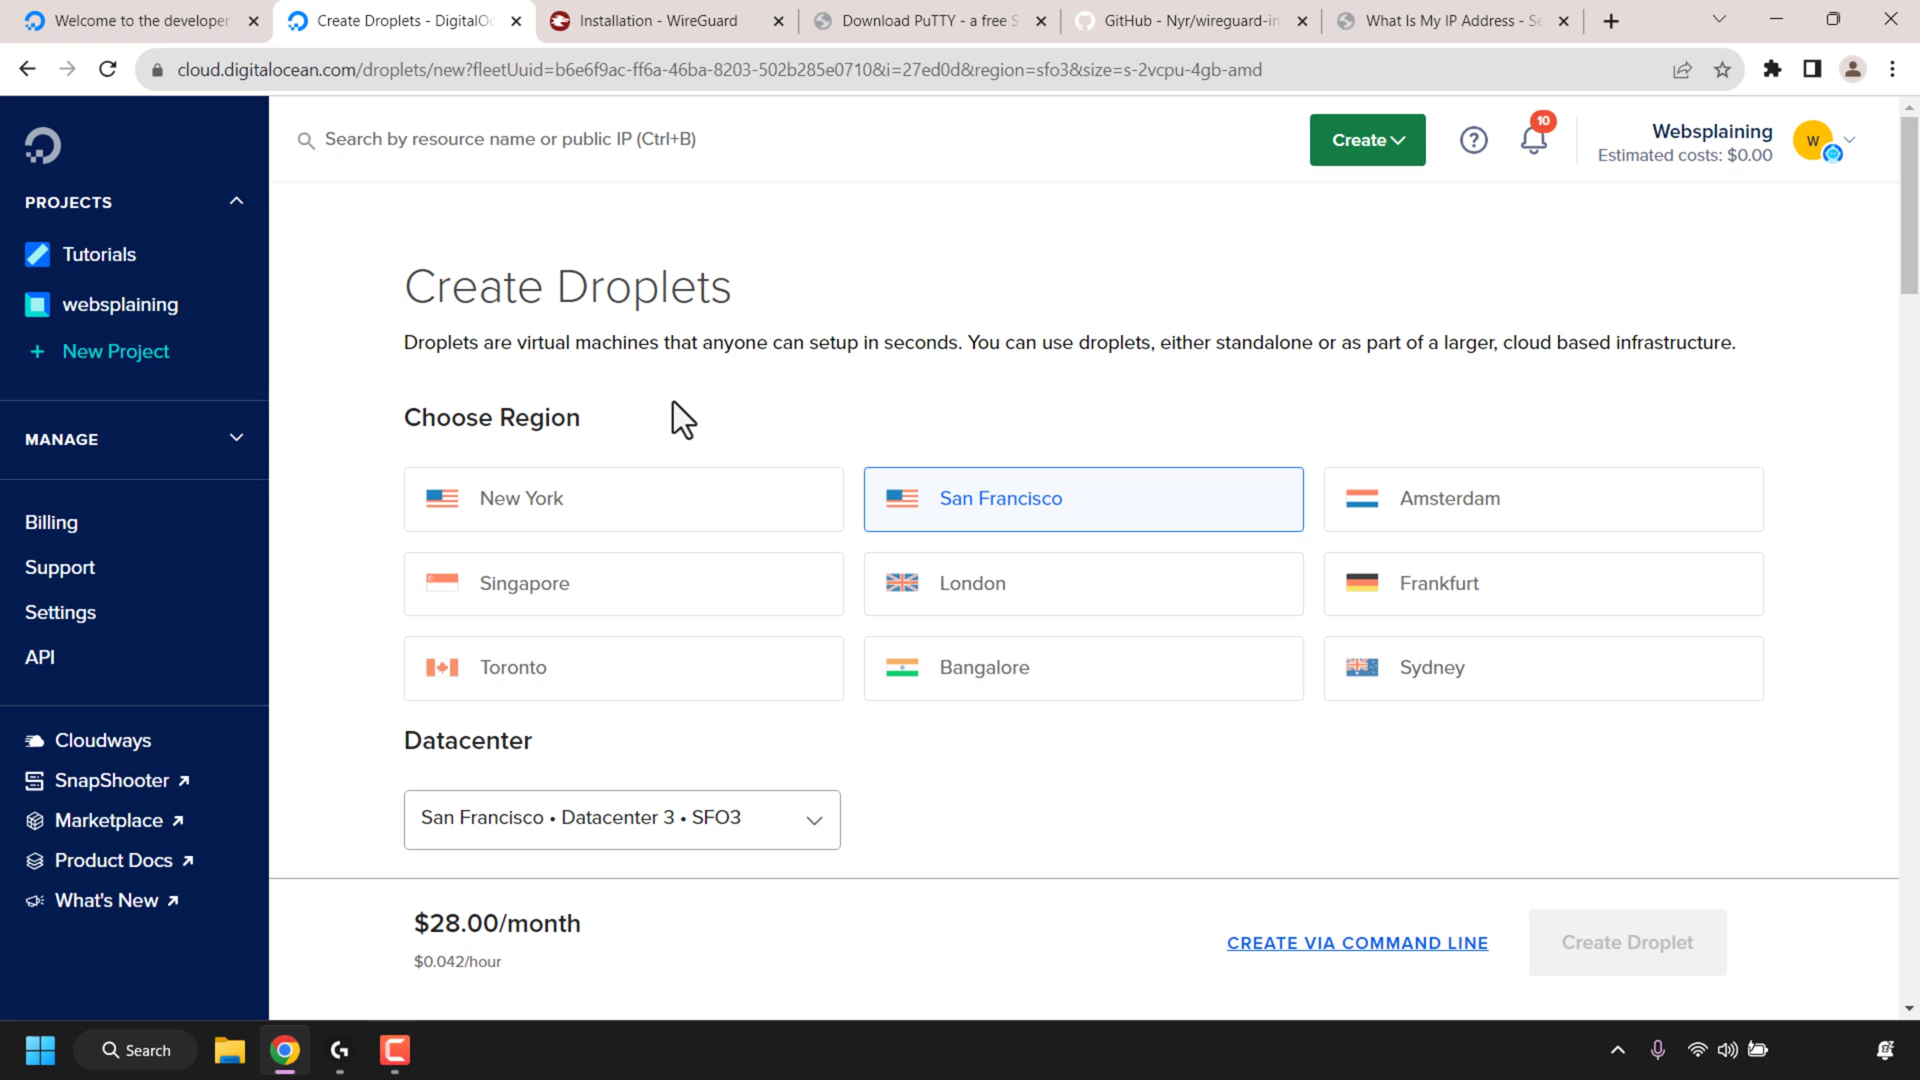 Welcome to the developer
Create Droplets - DigitalOc
Installation - WireGuard
Download PuTTY - a free S
GitHub - Nyr/wireguard-in
What Is My IP Address - Se
cloud.digitalocean.com/droplets/new?fleetUuid=b6e6f9ac-ff6a-46ba-8203-502b285e0710&i=27ed0d&region=sfo3&size=s-2vcpu-4gb-amd
Search by resource name or public IP (Ctrl+B)
Create
10
Websplaining
Estimated costs: $0.00
W
PROJECTS
Tutorials
websplaining
+ New Project
MANAGE
Billing
Support
Settings
API
Cloudways
SnapShooter
Marketplace
Product Docs
What's New
Create Droplets
Droplets are virtual machines that anyone can setup in seconds. You can use droplets, either standalone or as part of a larger, cloud based infrastructure.
Choose Region
New York
San Francisco
Amsterdam
Singapore
London
Frankfurt
Toronto
Bangalore
Sydney
Datacenter
San Francisco • Datacenter 3 • SFO3
$28.00/month
$0.042/hour
CREATE VIA COMMAND LINE
Create Droplet
Search